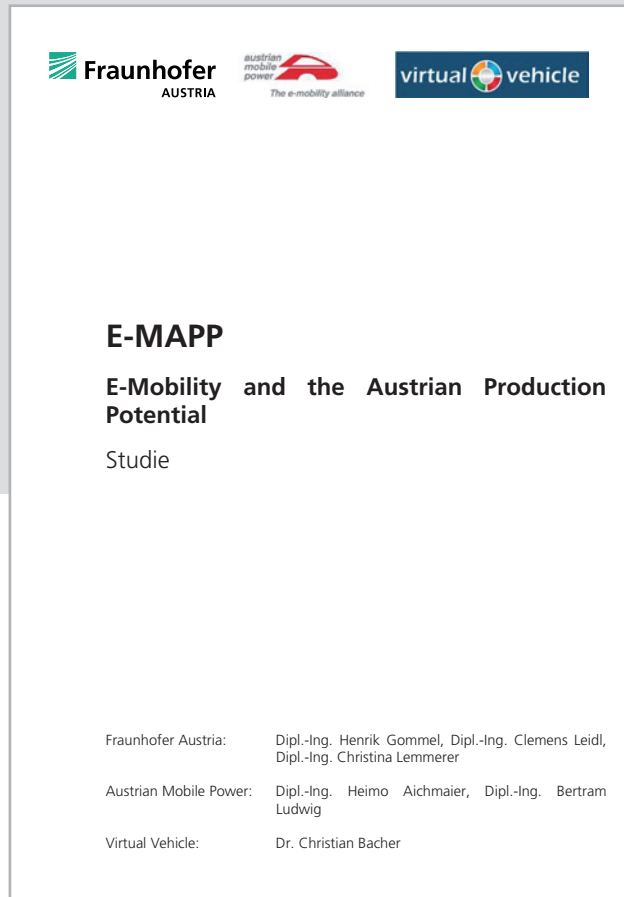 Fraunhofer
AUSTRIA
austrian
mobile
power
The e-mobility alliance
virtual vehicle
E-MAPP
E-Mobility and the Austrian Production
Potential
Studie
Fraunhofer Austria: Dipl.-Ing. Henrik Gommel, Dipl.-Ing. Clemens Leidl,
Dipl.-Ing. Christina Lemmerer
Austrian Mobile Power: Dipl.-Ing. Heimo Aichmaier, Dipl.-Ing. Bertram
Ludwig
Virtual Vehicle: Dr. Christian Bacher